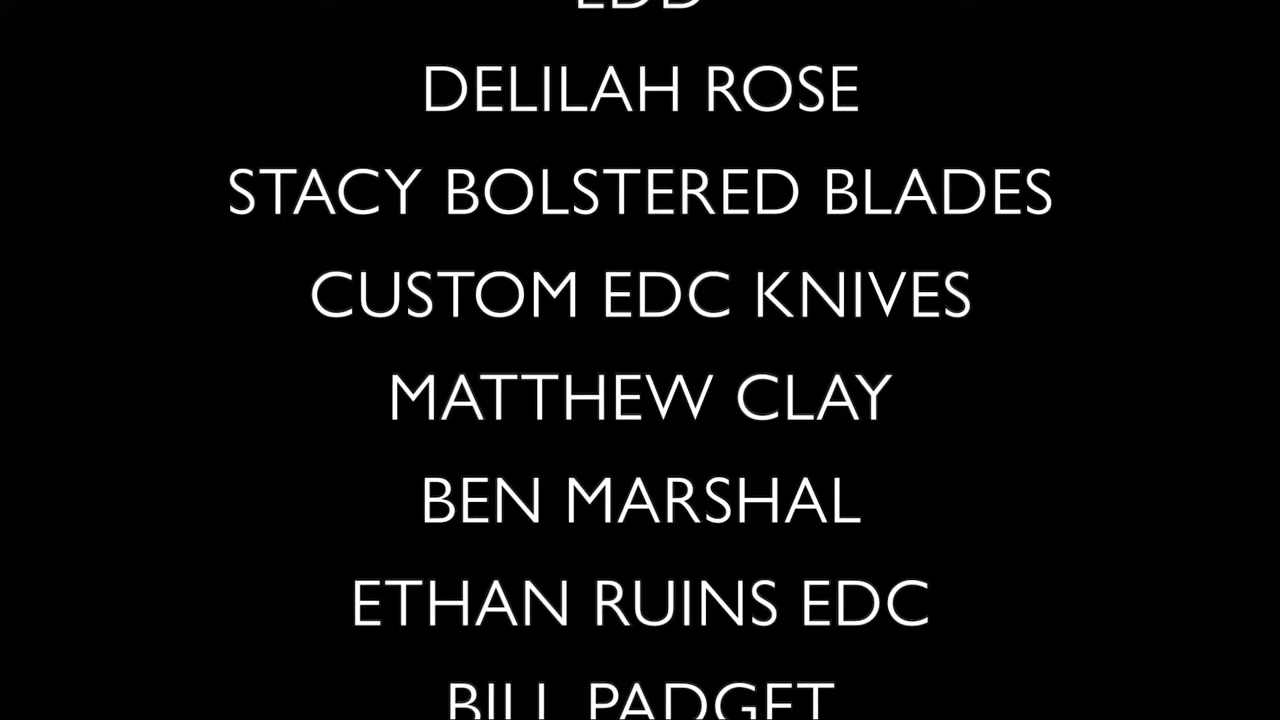 DELILAH ROSE
STACY BOLSTERED BLADES
CUSTOM EDC KNIVES
MATTHEW CLAY
BEN MARSHAL
ETHAN RUINS EDC
BILL PADGET